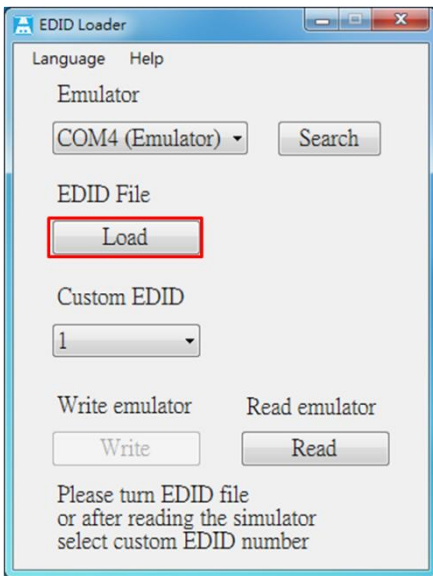 EDID Loader
Language Help
Emulator
COM4 (Emulator) Search
EDID File
Load
Custom EDID
1
Write emulator Read emulator
Write Read
Please turn EDID file
or after reading the simulator
select custom EDID number